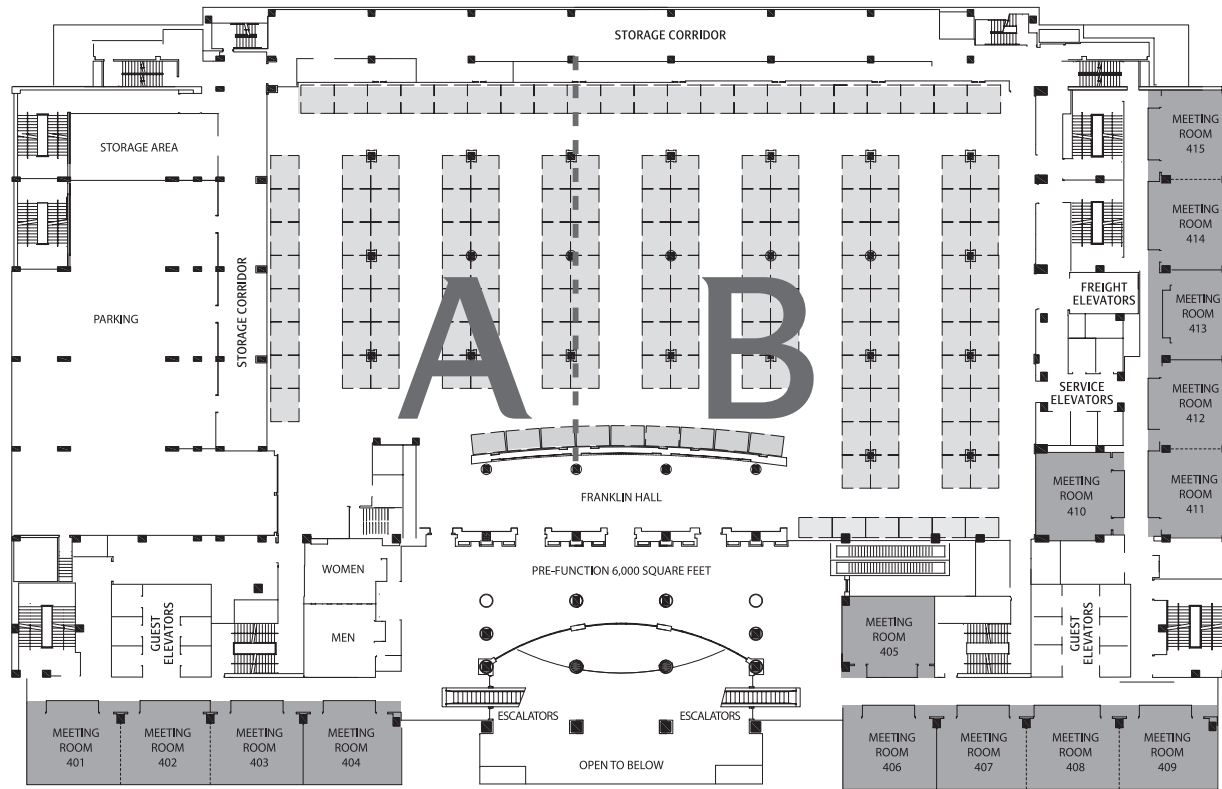 STORAGE CORRIDOR
MEETING
ROOM
415
STORAGE AREA
MEETING
ROOM
414
STORAGE CORRIDOR
FREIGHT
ELEVATORS
PARKING
A
B
MEETING
ROOM
413
SERVICE
ELEVATORS
MEETING
ROOM
412
MEETING
ROOM
410
MEETING
ROOM
411
FRANKLIN HALL
WOMEN
PRE-FUNCTION 6,000 SQUARE FEET
GUEST
ELEVATORS
MEN
MEETING
ROOM
405
GUEST
ELEVATORS
ESCALATORS
ESCALATORS
MEETING
ROOM
401
MEETING
ROOM
402
MEETING
ROOM
403
MEETING
ROOM
404
OPEN TO BELOW
MEETING
ROOM
406
MEETING
ROOM
407
MEETING
ROOM
408
MEETING
ROOM
409